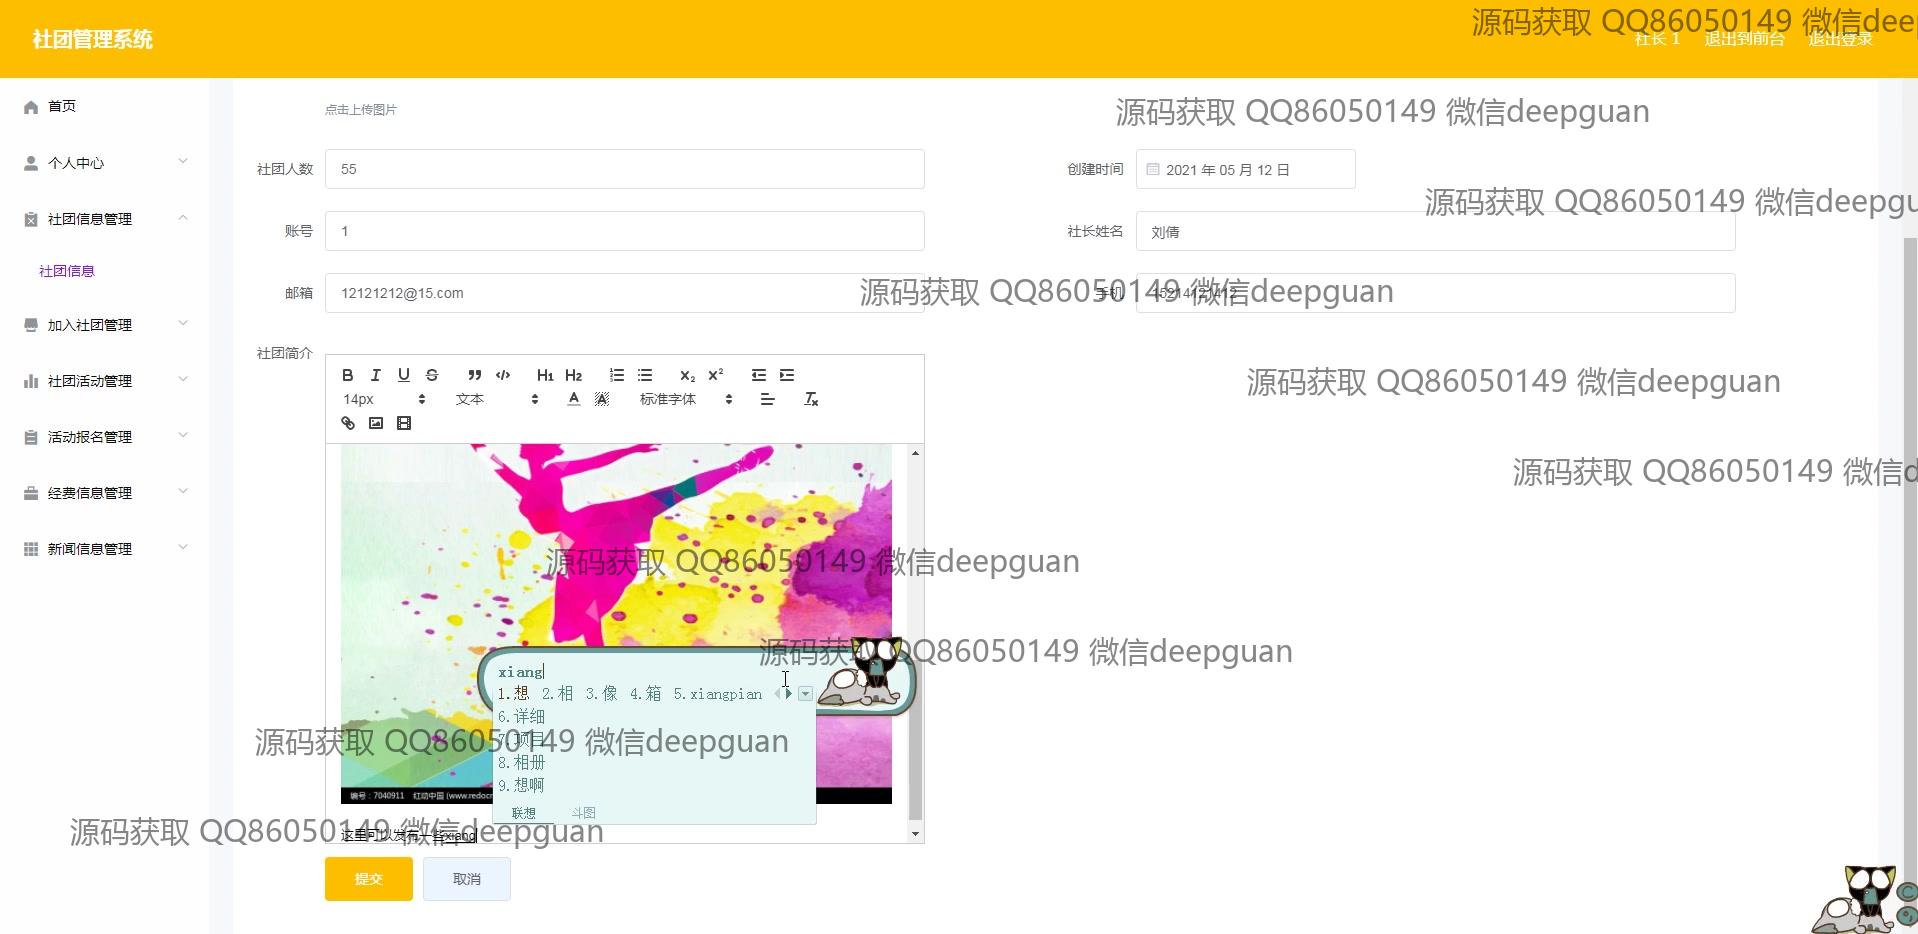 源码获取 QQ86050149 微信dee
社团管理系统
社长 1 退出到前台 退出登录
首页
点击上传图片
源码获取 QQ86050149 微信deepguan
个人中心
社团人数 55
创建时间 2021 年 05 月 12 日
源码获取 QQ86050149 微信deepgu
社团信息管理
账号 1
社长姓名 刘倩
社团信息
邮箱 12121212@15.com
源码获取 QQ86050149 微信deepguan
手机 15214121412
加入社团管理
社团简介
B I U S H1 H2 X2 X2
社团活动管理
源码获取 QQ86050149 微信deepguan
14px 文本 A A 标准字体
活动报名管理
源码获取 QQ86050149 微信d
经费信息管理
新闻信息管理
源码获取 QQ86050149 微信deepguan
源码获取 QQ86050149 微信deepguan
xiang
1.想 2.相 3.像 4.箱 5.xiangpian
6.详细
7.项目
源码获取 QQ86050149 微信deepguan
8.相册
9.想啊
编号：7040911 红动中国 (www.redocn
联想 斗图
源码获取 QQ86050149 微信deepguan
这里可以发布一些xiang
提交 取消